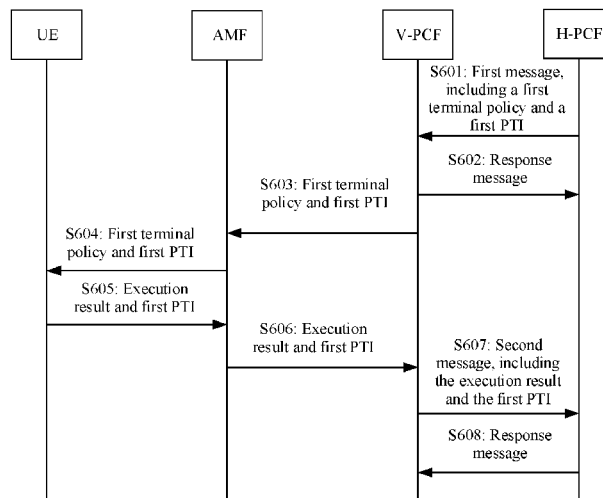 UE
AMF
V-PCF
H-PCF
S601: First message,
including a first
terminal policy and a
first PTI
S602: Response
message
S603: First terminal
policy and first PTI
S604: First terminal
policy and first PTI
S605: Execution
result and first PTI
S606: Execution
result and first PTI
S607: Second
message, including
the execution result
and the first PTI
S608: Response
message